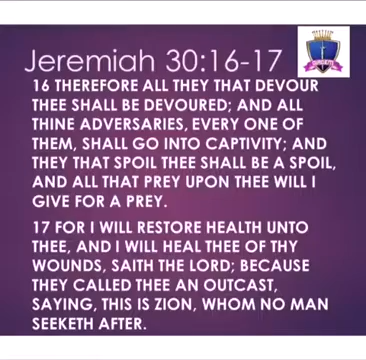 Jeremiah 30:16-17
16 THEREFORE ALL THEY THAT DEVOUR
THEE SHALL BE DEVOURED; AND ALL
THINE ADVERSARIES, EVERY ONE OF
THEM, SHALL GO INTO CAPTIVITY; AND
THEY THAT SPOIL THEE SHALL BE A SPOIL,
AND ALL THAT PREY UPON THEE WILL I
GIVE FOR A PREY.
17 FOR I WILL RESTORE HEALTH UNTO
THEE, AND I WILL HEAL THEE OF THY
WOUNDS, SAITH THE LORD; BECAUSE
THEY CALLED THEE AN OUTCAST,
SAYING, THIS IS ZION, WHOM NO MAN
SEEKETH AFTER.